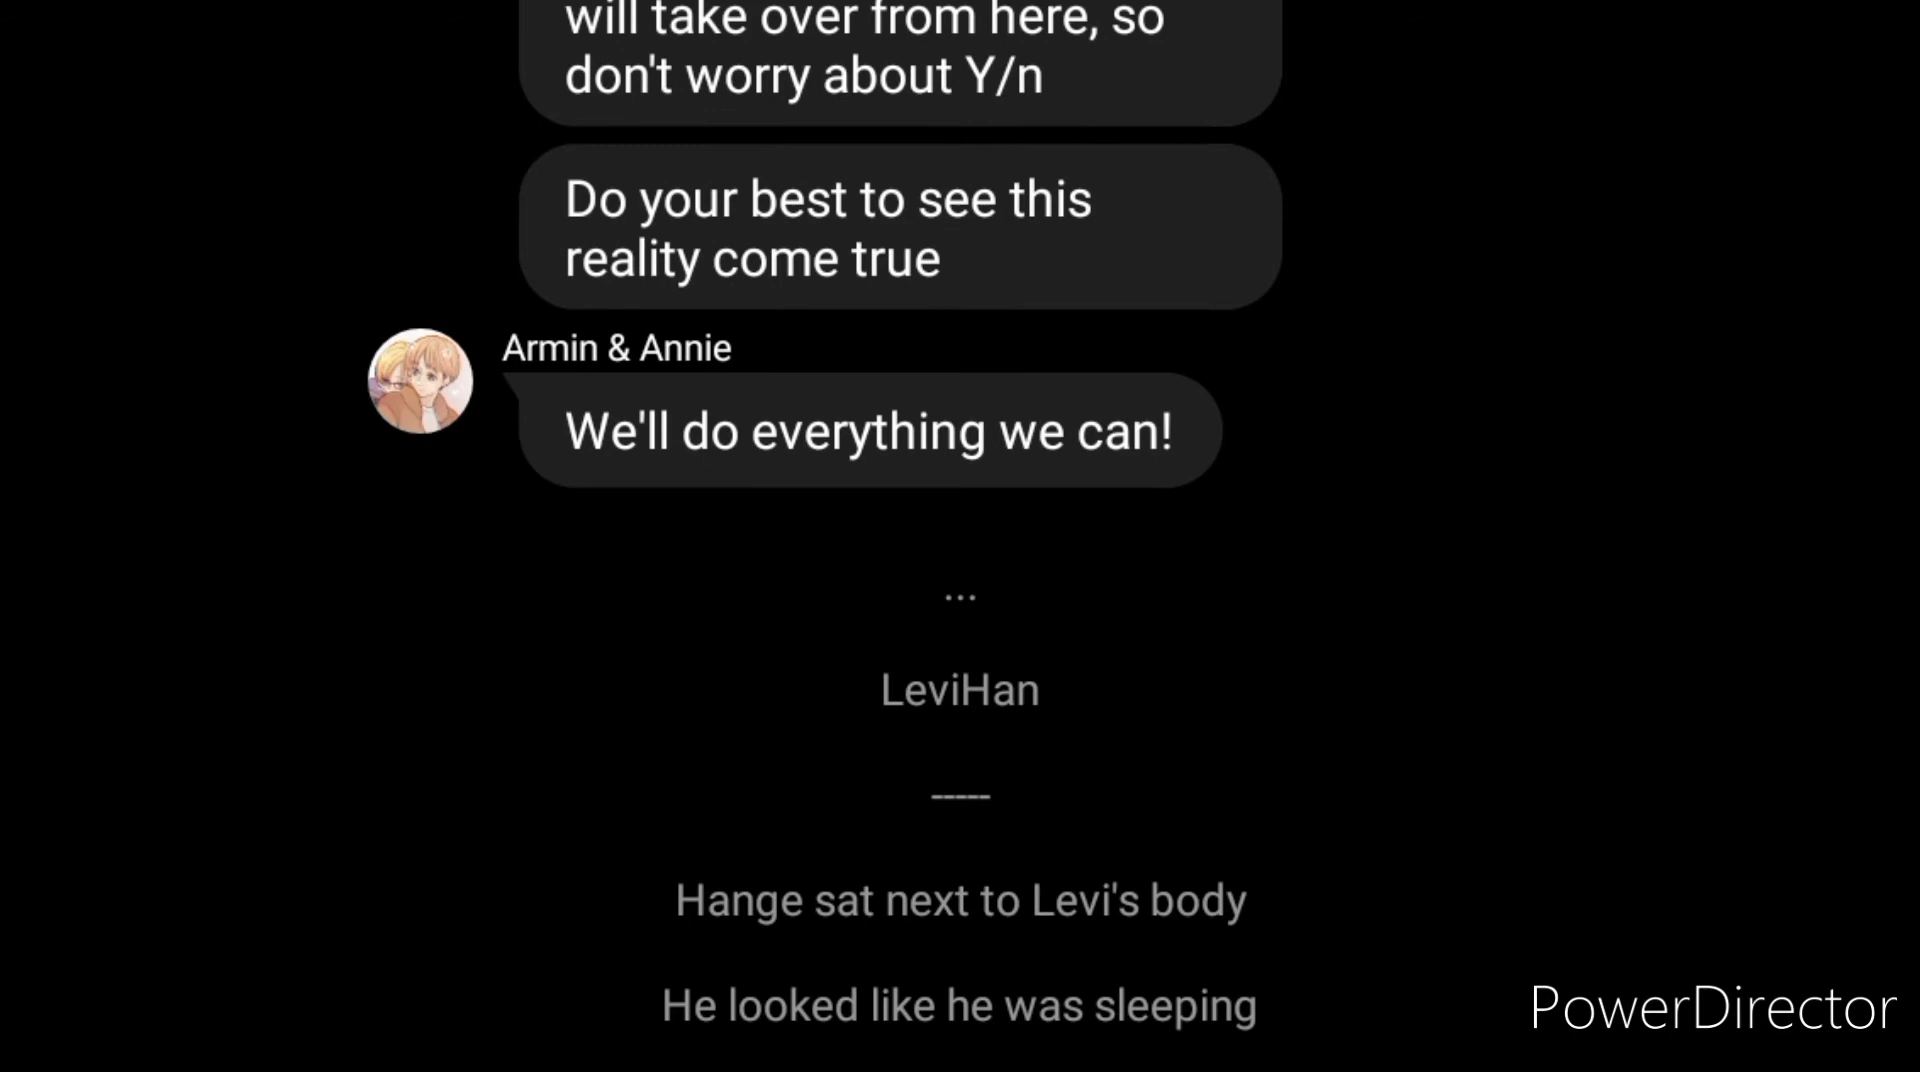 will take over from here, so
don't worry about Y/n
Do your best to see this
reality come true
Armin & Annie
We'll do everything we can!
...
LeviHan
-----
Hange sat next to Levi's body
He looked like he was sleeping
PowerDirector